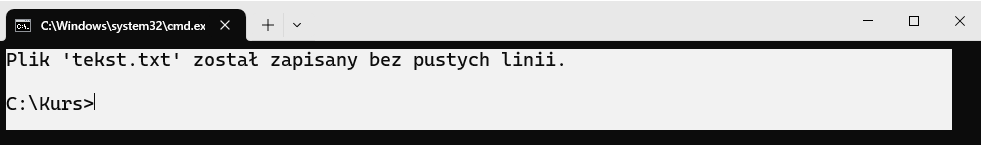 C:\Windows\system32\cmd.ex
Plik 'tekst.txt' został zapisany bez pustych linii.
C:\Kurs>